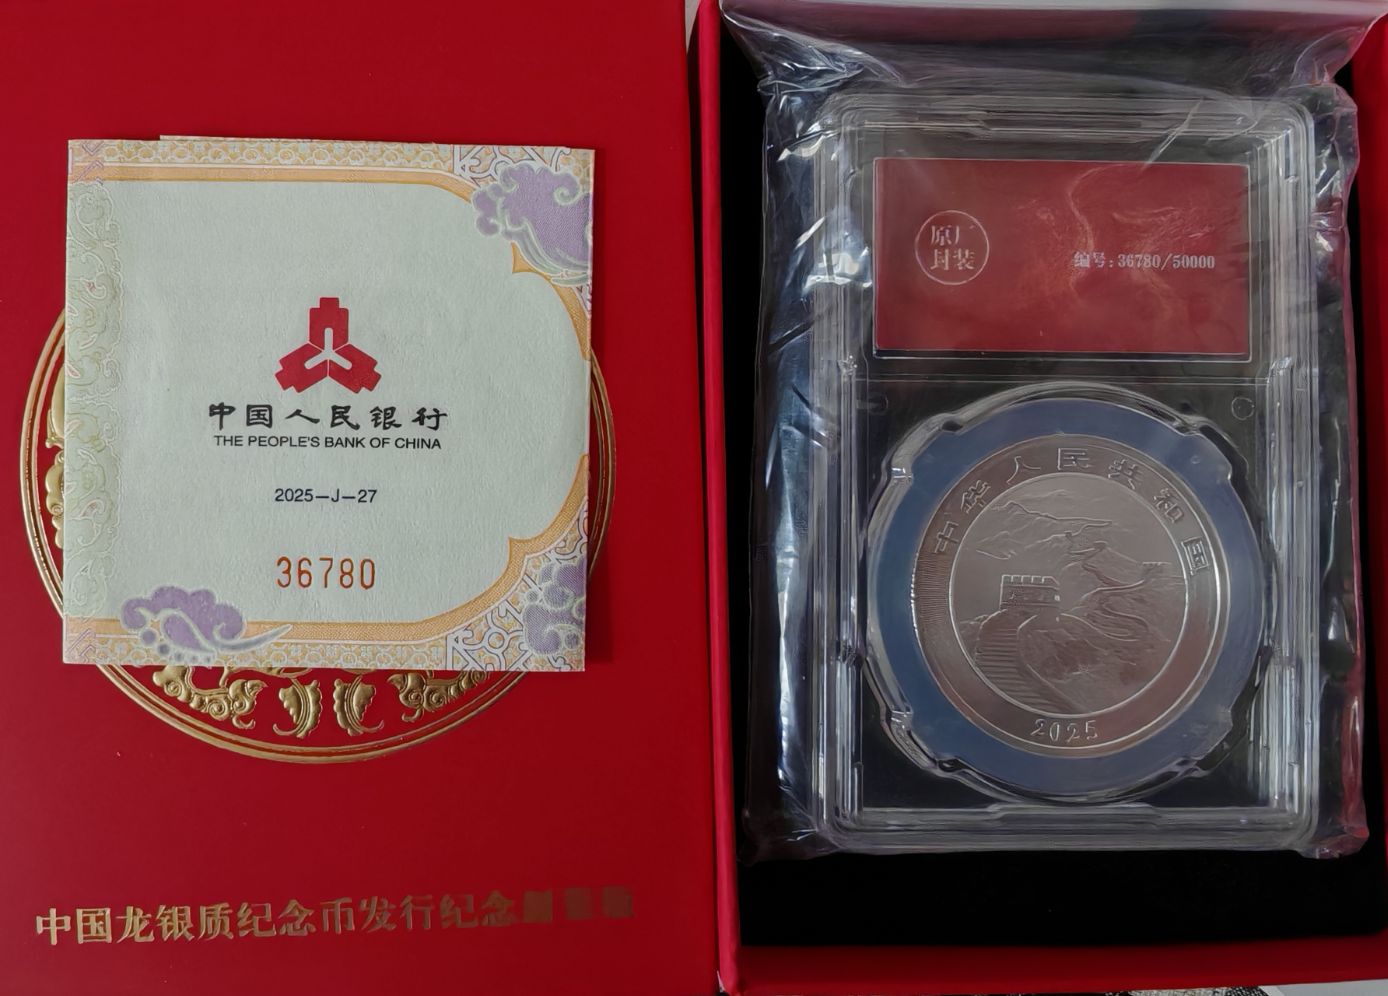 中国人民银行
THE PEOPLE'S BANK OF CHINA
2025—J—27
36780
中国龙银质纪念币发行纪念
原厂
封装
编号:36780/50000
中华人民共和国
2025